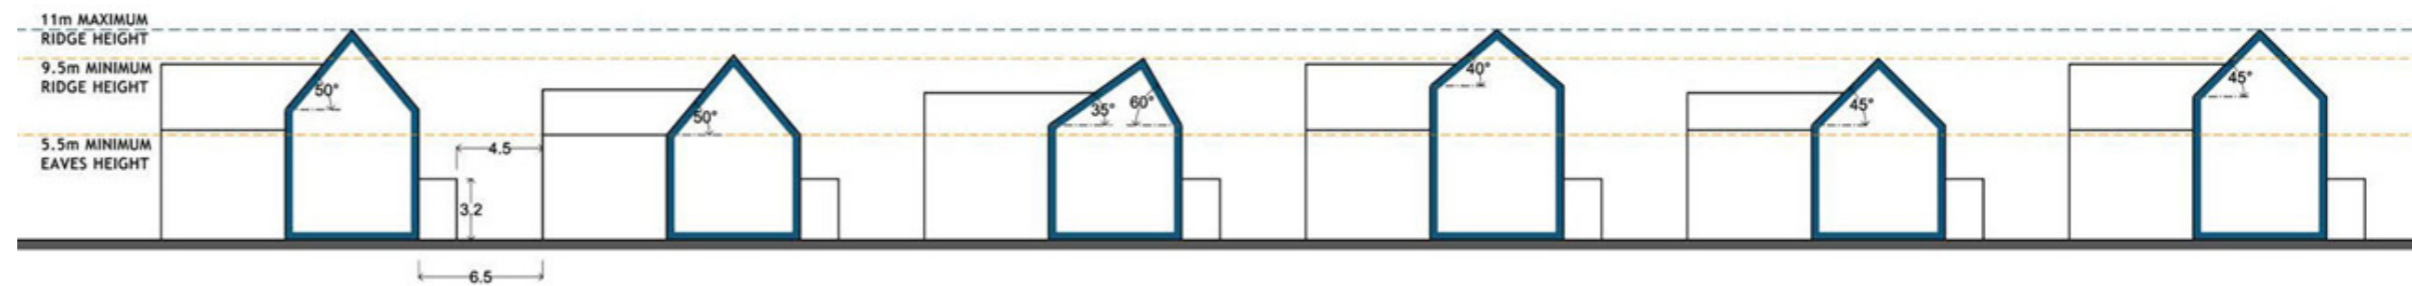 11m MAXIMUM
RIDGE HEIGHT
9.5m MINIMUM
RIDGE HEIGHT
5.5m MINIMUM
EAVES HEIGHT
50°
4.5
3.2
6.5
50°
35°
60°
40°
45°
45°